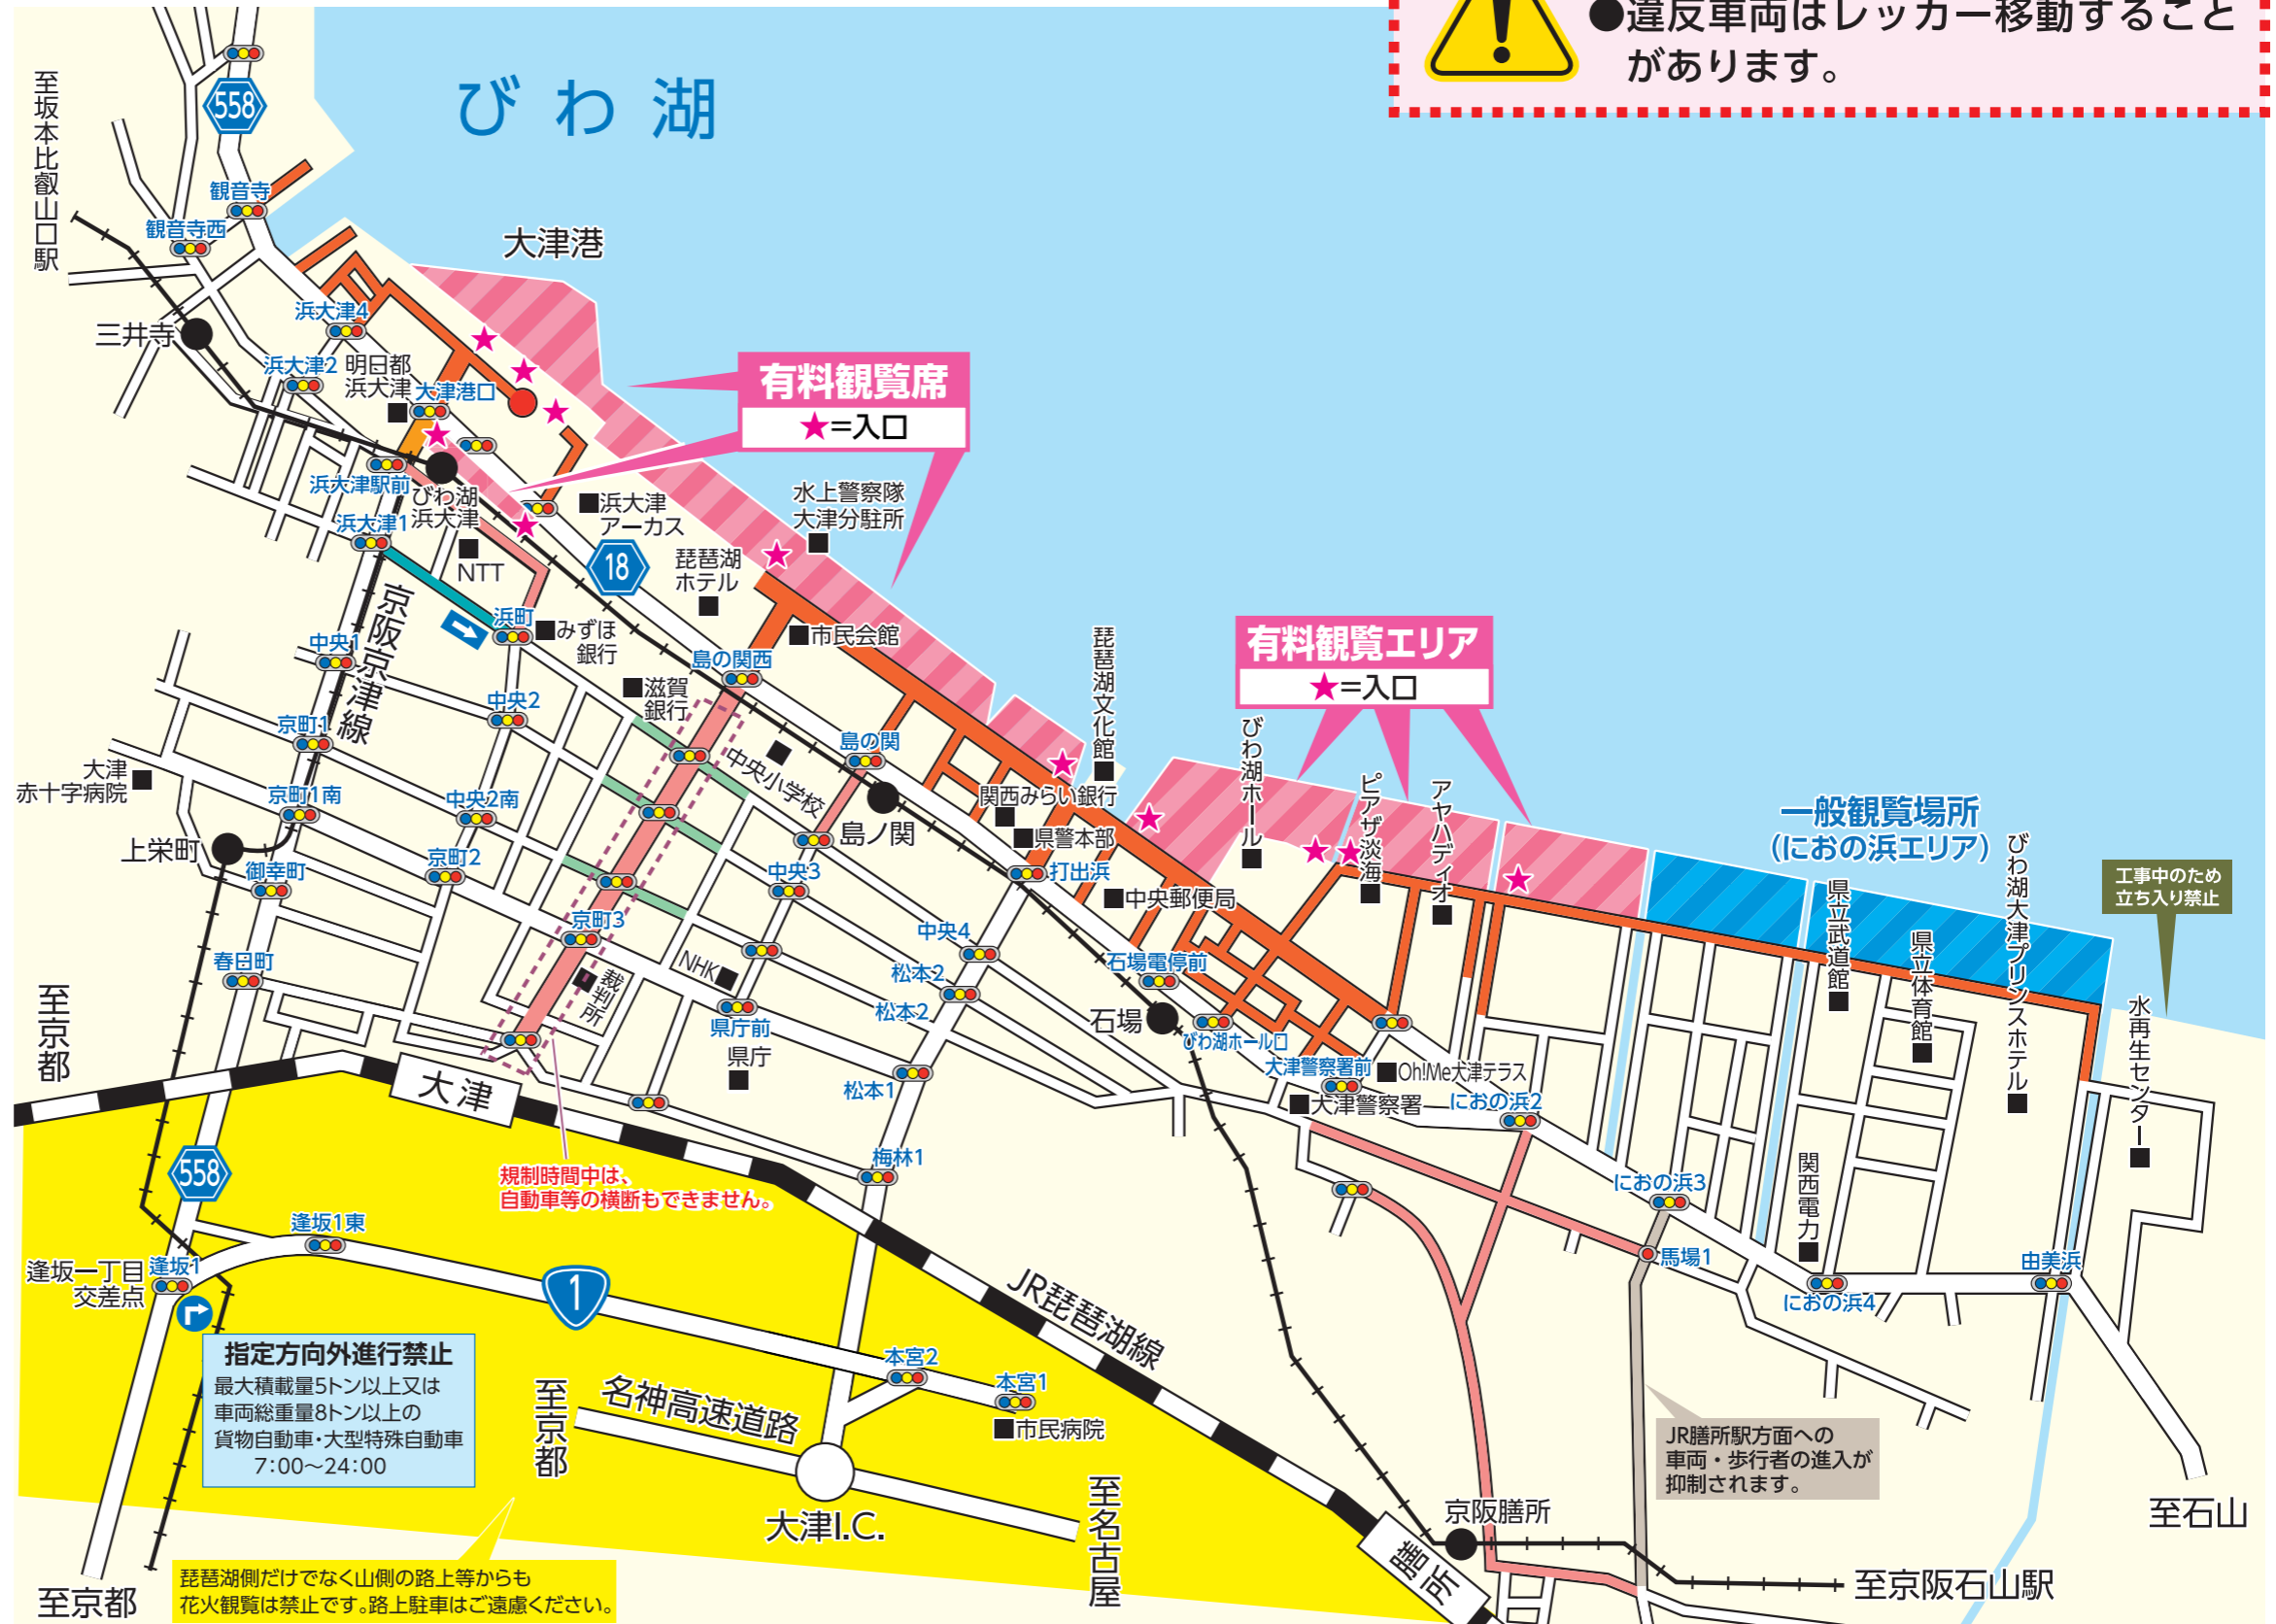 ●違反車両はレッカー移動すること
があります。
びわ湖
558
至坂本比叡山口駅
観音寺
観音寺西
大津港
三井寺
浜大津4
浜大津2
明日都
浜大津
大津港口
有料観覧席
★=入口
浜大津駅前
びわ湖
浜大津
浜大津
アーカス
水上警察隊
大津分駐所
浜大津1
NTT
18
琵琶湖
ホテル
京阪京津線
浜町
みずほ
銀行
市民会館
中央1
島の関西
滋賀
銀行
有料観覧エリア
★=入口
琵琶湖文化館
中央2
京町1
中央小学校
島の関
びわ湖ホール
ピアザ淡海
アヤハディオ
大津
赤十字病院
京町1南
中央2南
関西みらい銀行
県警本部
一般観覧場所
(におの浜エリア)
びわ湖大津プリンスホテル
上栄町
島ノ関
御幸町
京町2
中央3
打出浜
中央郵便局
県立武道館
工事中のため
立ち入り禁止
京町3
中央4
県立体育館
春日町
NHK
裁判所
松本2
松本2
石場電停前
至京都
県庁前
県庁
石場
びわ湖ホール口
水再生センター
大津
松本1
大津警察署前
Oh!Me大津テラス
大津警察署
におの浜2
558
規制時間中は、
自動車等の横断もできません。
梅林1
関西電力
におの浜3
逢坂1東
逢坂一丁目
交差点
逢坂1
1
JR琵琶湖線
馬場1
由美浜
におの浜4
指定方向外進行禁止
最大積載量5トン以上又は
車両総重量8トン以上の
貨物自動車・大型特殊自動車
7:00～24:00
本宮2
本宮1
市民病院
至京都
名神高速道路
JR膳所駅方面への
車両・歩行者の進入が
抑制されます。
大津I.C.
至名古屋
京阪膳所
膳所
至石山
琵琶湖側だけでなく山側の路上等からも
花火観覧は禁止です。路上駐車はご遠慮ください。
至京都
至京阪石山駅